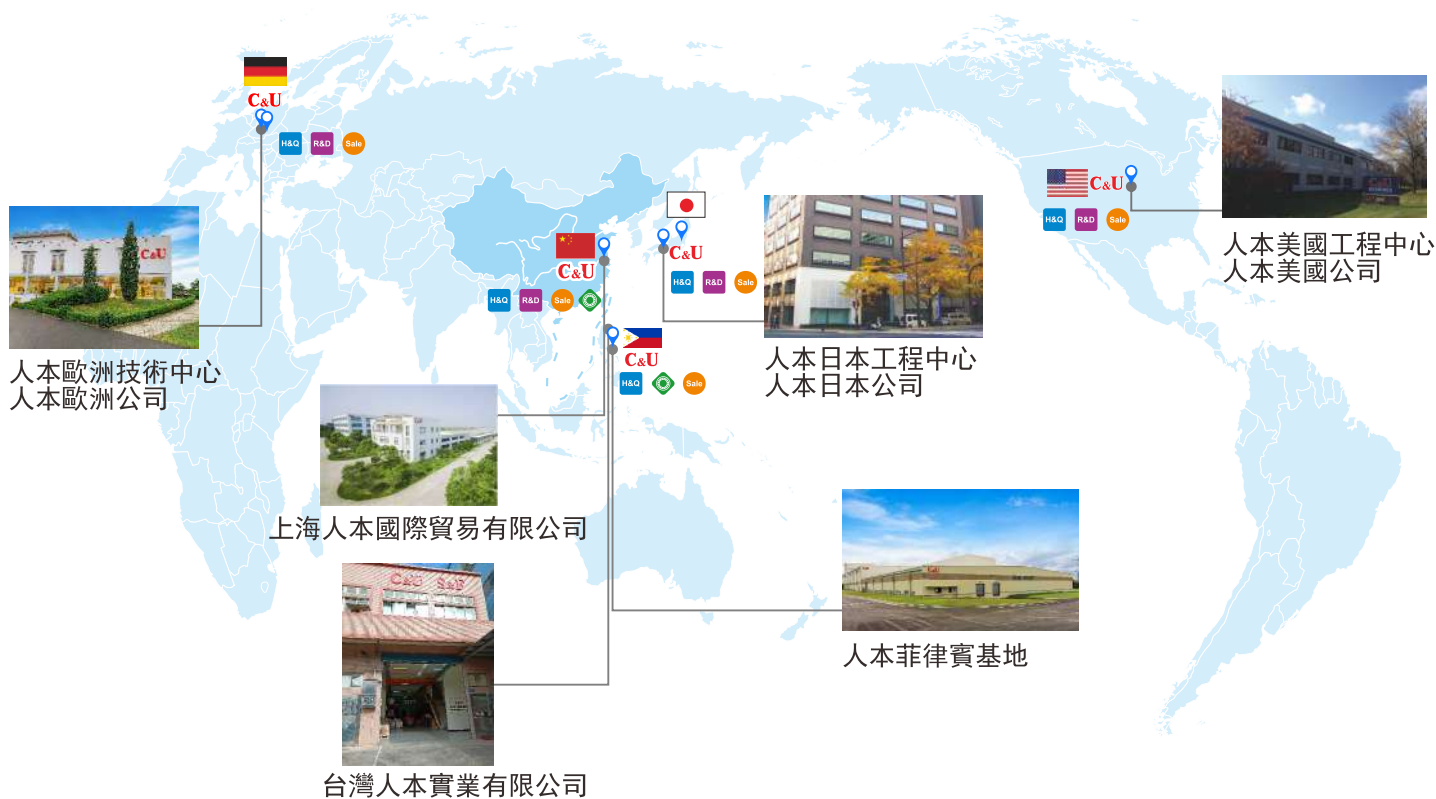 C&U
H&Q R&D Sale
C&U
人本歐洲技術中心
人本歐洲公司
C&U
H&Q R&D Sale
C&U
H&Q R&D Sale
C&U
H&Q Sale
C&U
H&Q R&D Sale
人本美國工程中心
人本美國公司
人本日本工程中心
人本日本公司
上海人本國際貿易有限公司
C&U S&F
台灣人本實業有限公司
人本菲律賓基地